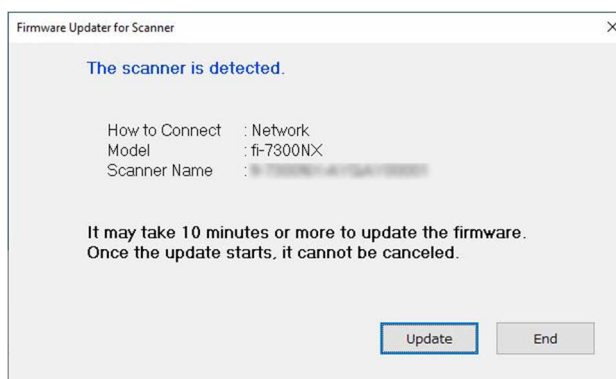 Firmware Updater for Scanner
The scanner is detected.
How to Connect : Network
Model : fi-7300NX
Scanner Name :
It may take 10 minutes or more to update the firmware.
Once the update starts, it cannot be canceled.
Update End